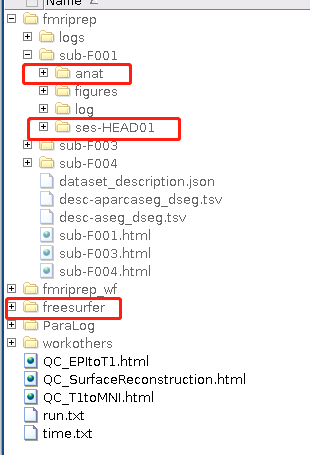 Name
fmriprep
logs
sub-F001
anat
figures
log
ses-HEAD01
sub-F003
sub-F004
dataset_description.json
desc-aparcaseg_dseg.tsv
desc-aseg_dseg.tsv
sub-F001.html
sub-F003.html
sub-F004.html
fmriprep_wf
freesurfer
ParaLog
workothers
QC_EPItoT1.html
QC_SurfaceReconstruction.html
QC_T1toMNI.html
run.txt
time.txt